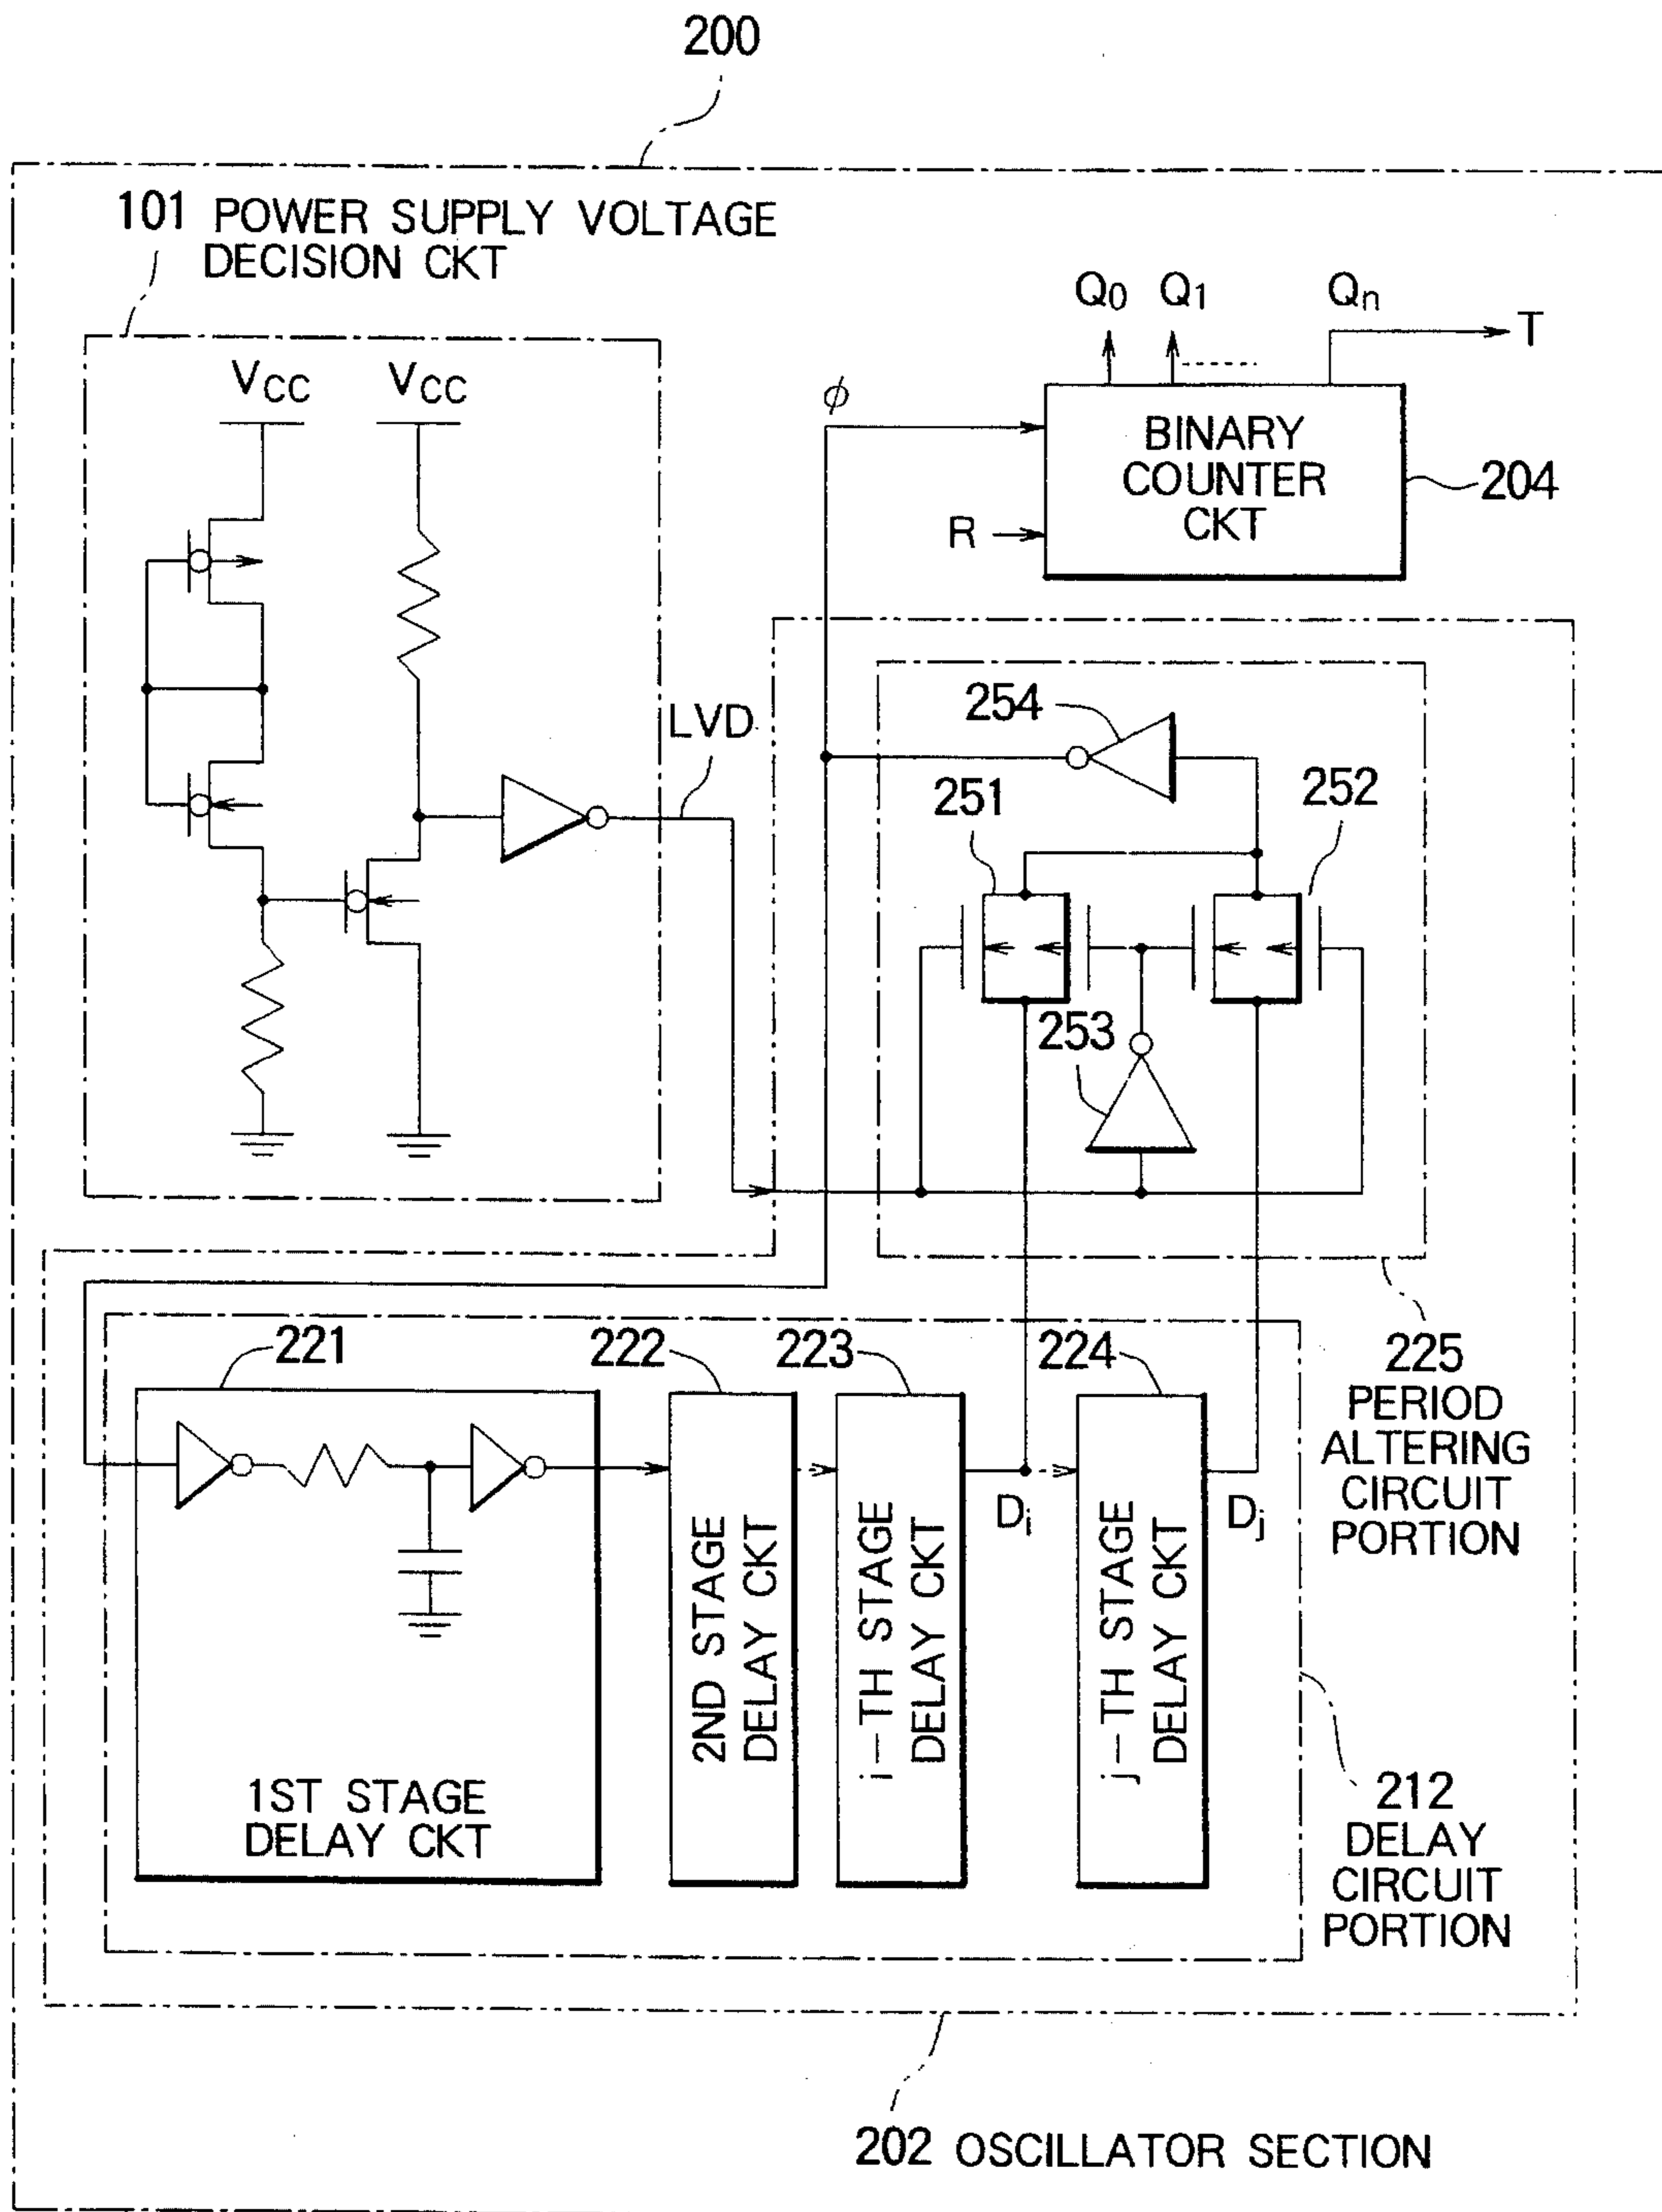 200
101 POWER SUPPLY VOLTAGE
DECISION CKT
VCC
VCC
LVD
Q0
Q1
Qn
T
ϕ
BINARY
COUNTER
CKT
R
204
254
251
252
253
225
PERIOD
ALTERING
CIRCUIT
PORTION
221
222
223
224
1ST STAGE
DELAY CKT
2ND STAGE
DELAY CKT
i-TH STAGE
DELAY CKT
Di
j-TH STAGE
DELAY CKT
Dj
212
DELAY
CIRCUIT
PORTION
202 OSCILLATOR SECTION